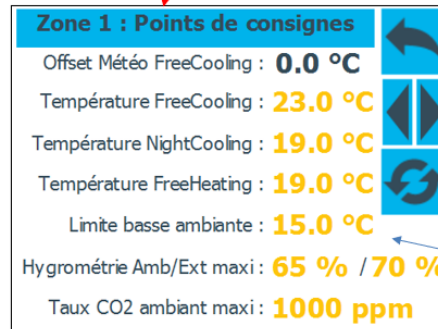 Zone 1 : Points de consignes
Offset Météo FreeCooling : 0.0 °C
Température FreeCooling : 23.0 °C
Température NightCooling : 19.0 °C
Température FreeHeating : 19.0 °C
Limite basse ambiante : 15.0 °C
Hygrométrie Amb/Ext maxi : 65 % / 70 %
Taux CO2 ambiant maxi : 1000 ppm